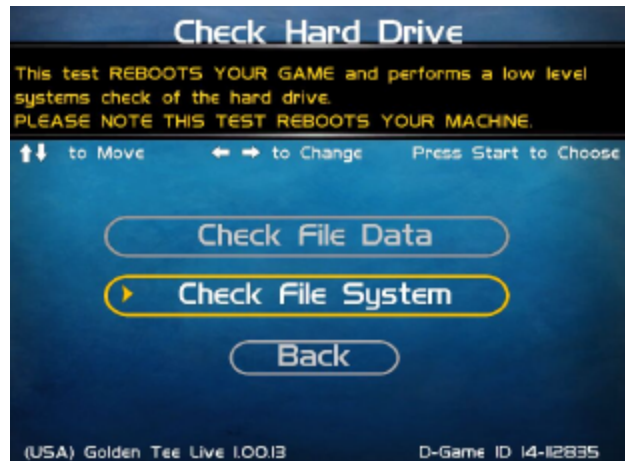 Check Hard Drive
This test REBOOTS YOUR GAME and performs a low level
systems check of the hard drive.
PLEASE NOTE THIS TEST REBOOTS YOUR MACHINE.
↑↓ to Move ← → to Change Press Start to Choose
Check File Data
Check File System
Back
(USA) Golden Tee Live 1.00.13 D-Game ID 14-112835